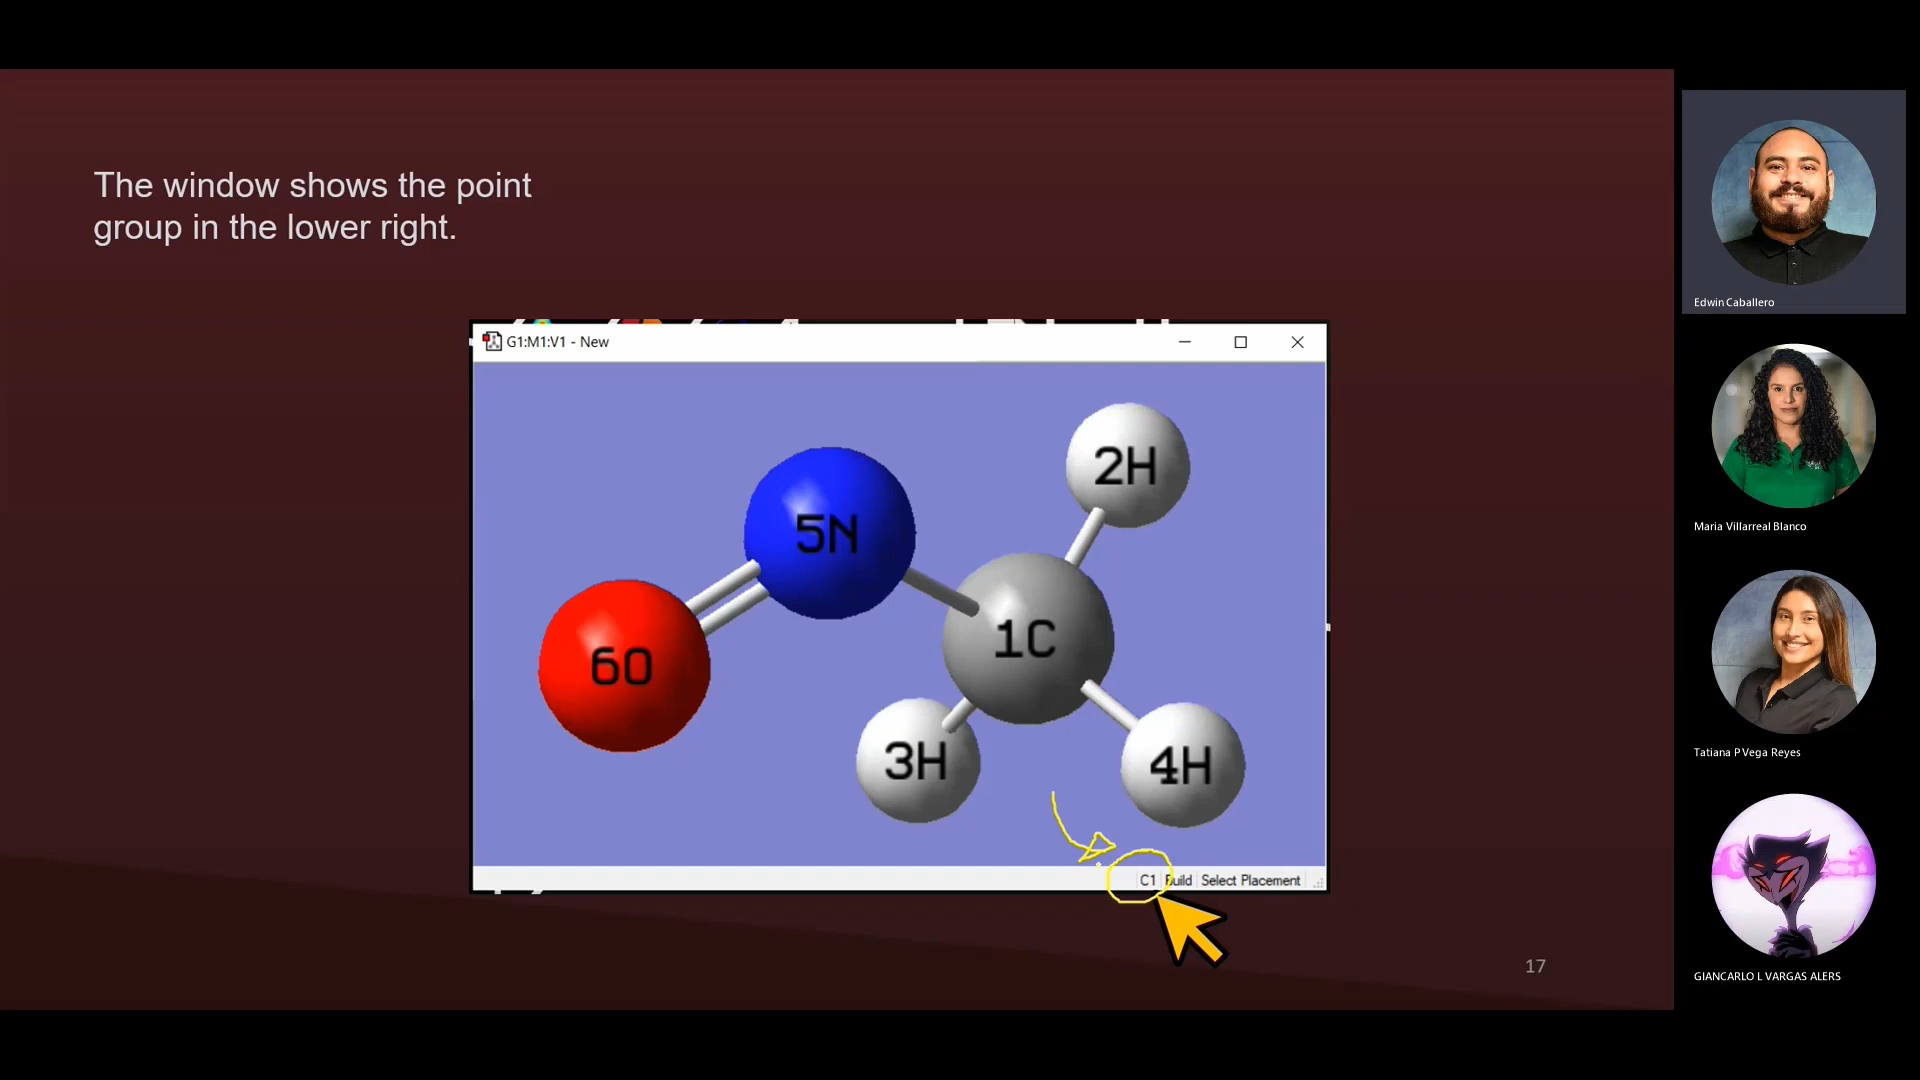 The window shows the point
group in the lower right.
G1:M1:V1 - New
2H
5N
1C
6O
3H
4H
C1 Build Select Placement
17
Edwin Caballero
Maria Villarreal Blanco
Tatiana P Vega Reyes
GIANCARLO L VARGAS ALERS